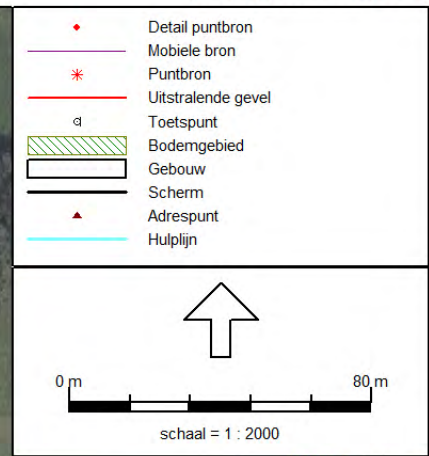 Detail puntbron
Mobiele bron
Puntbron
Uitstralende gevel
Toetspunt
Bodemgebied
Gebouw
Scherm
Adrespunt
Hulplijn
0 m 80 m
schaal = 1 : 2000